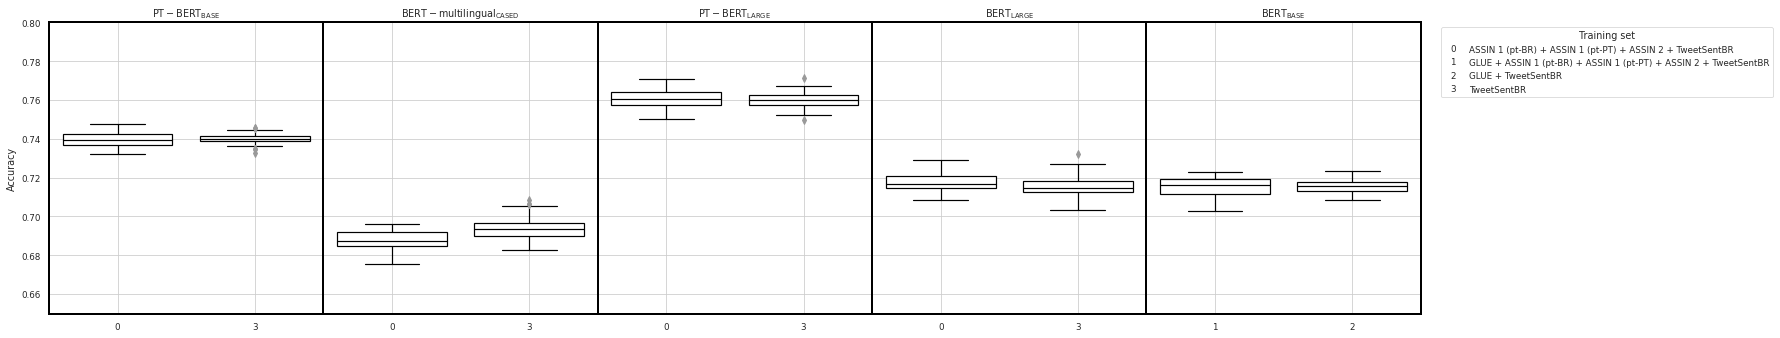 PT − BERT_BASE
BERT − multilingual_CASED
PT − BERT_LARGE
BERT_LARGE
BERT_BASE
Accuracy
0.80
0.78
0.76
0.74
0.72
0.70
0.68
0.66
0 3
0 3
0 3
0 3
1 2
Training set
0 ASSIN 1 (pt-BR) + ASSIN 1 (pt-PT) + ASSIN 2 + TweetSentBR
1 GLUE + ASSIN 1 (pt-BR) + ASSIN 1 (pt-PT) + ASSIN 2 + TweetSentBR
2 GLUE + TweetSentBR
3 TweetSentBR